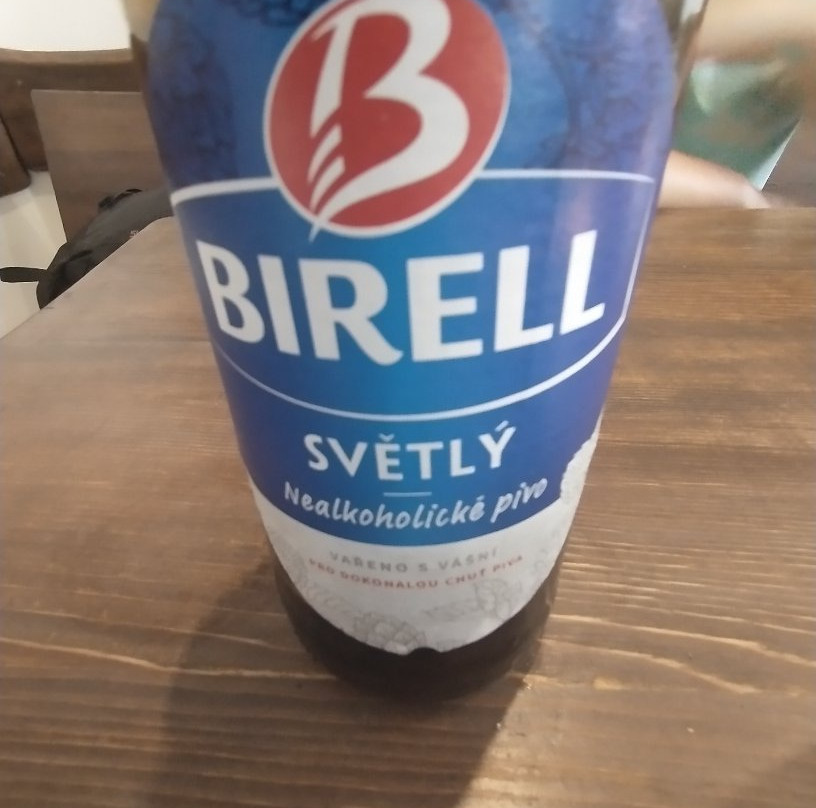 B
BIRELL
SVĚTLÝ
Nealkoholické pivo
VAŘENO S VÁŠNÍ
PRO DOKONALOU CHUŤ PIVA